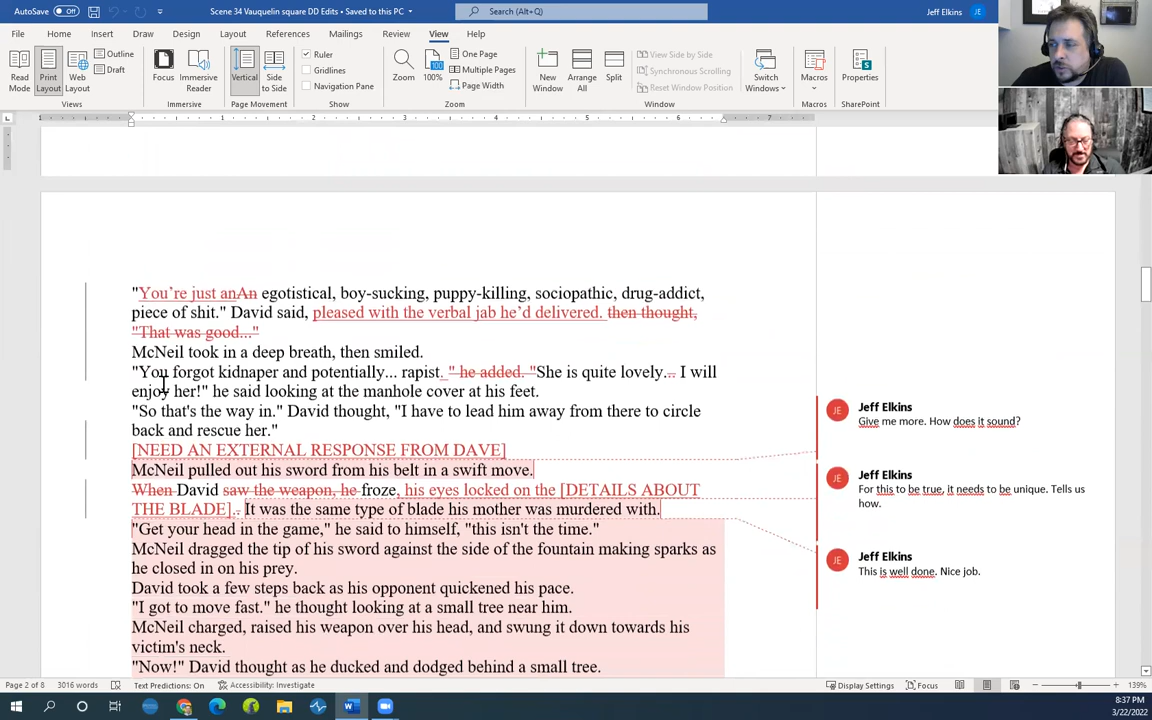 AutoSave Off Scene 34 Vauquelin square DD Edits • Saved to this PC Search (Alt+Q) Jeff Elkins JE
File Home Insert Draw Design Layout References Mailings Review View Help
Read Mode Print Layout Web Layout Outline Draft Views
Focus Immersive Reader Immersive
Vertical Side to Side Page Movement
Ruler Gridlines Navigation Pane Show
Zoom 100% One Page Multiple Pages Page Width Zoom
New Window Arrange All Split View Side by Side Synchronous Scrolling Reset Window Position Switch Windows Window
Macros Macros
Properties SharePoint
1 1 2 3 4 5 6 7
"You're just anAn egotistical, boy-sucking, puppy-killing, sociopathic, drug-addict,
piece of shit." David said, pleased with the verbal jab he'd delivered. then thought,
"That was good..."
McNeil took in a deep breath, then smiled.
"You forgot kidnaper and potentially... rapist. " he added. "She is quite lovely... I will
enjoy her!" he said looking at the manhole cover at his feet.
"So that's the way in." David thought, "I have to lead him away from there to circle
back and rescue her."
[NEED AN EXTERNAL RESPONSE FROM DAVE]
McNeil pulled out his sword from his belt in a swift move.
When David saw the weapon, he froze, his eyes locked on the [DETAILS ABOUT
THE BLADE].. It was the same type of blade his mother was murdered with.
"Get your head in the game," he said to himself, "this isn't the time."
McNeil dragged the tip of his sword against the side of the fountain making sparks as
he closed in on his prey.
David took a few steps back as his opponent quickened his pace.
"I got to move fast." he thought looking at a small tree near him.
McNeil charged, raised his weapon over his head, and swung it down towards his
victim's neck.
"Now!" David thought as he ducked and dodged behind a small tree.
JE Jeff Elkins
Give me more. How does it sound?
JE Jeff Elkins
For this to be true, it needs to be unique. Tells us
how.
JE Jeff Elkins
This is well done. Nice job.
Page 2 of 8 3016 words Text Predictions: On Accessibility: Investigate Display Settings Focus 139%
8:37 PM
3/22/2022